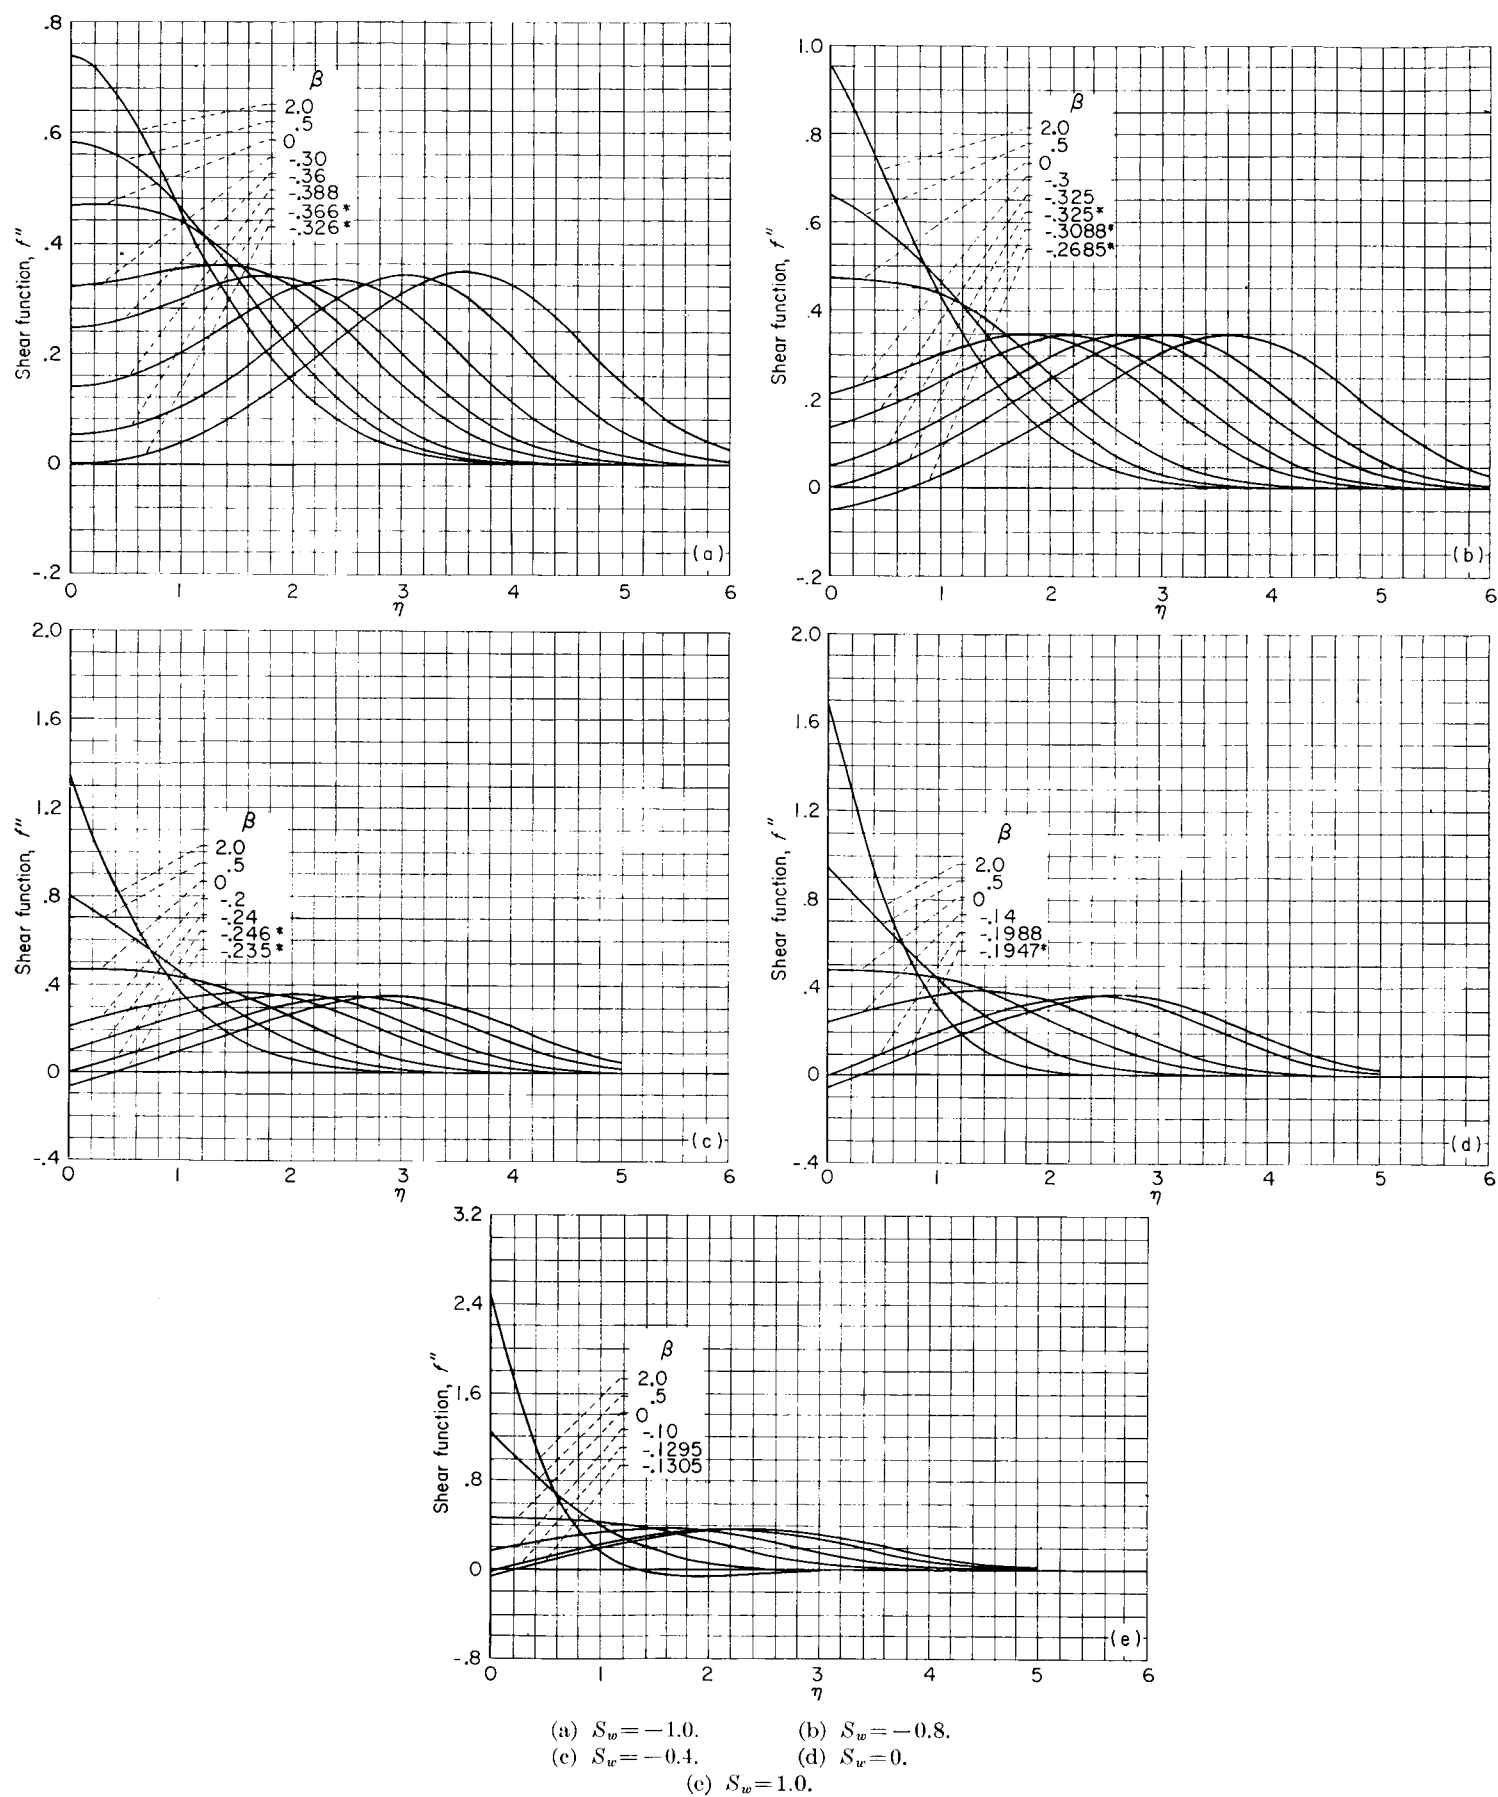 .8
.6
.4
.2
0
-.2
Shear function, f″
β
2.0
.5
0
-.30
-.36
-.388
-.366*
-.326*
(a)
0 1 2 3 4 5 6
η
1.0
.8
.6
.4
.2
0
-.2
Shear function, f″
β
2.0
.5
0
-.3
-.325
-.325*
-.3088*
-.2685*
(b)
0 1 2 3 4 5 6
η
2.0
1.6
1.2
.8
.4
0
-.4
Shear function, f″
β
2.0
.5
0
-.2
-.24
-.246*
-.235*
(c)
0 1 2 3 4 5 6
η
2.0
1.6
1.2
.8
.4
0
-.4
Shear function, f″
β
2.0
.5
0
-.14
-.1988
-.1947*
(d)
0 1 2 3 4 5 6
η
3.2
2.4
1.6
.8
0
-.8
Shear function, f″
β
2.0
.5
0
-.10
-.1295
-.1305
(e)
0 1 2 3 4 5 6
η
(a) S_w=−1.0. (b) S_w=−0.8.
(c) S_w=−0.4. (d) S_w=0.
(e) S_w=1.0.